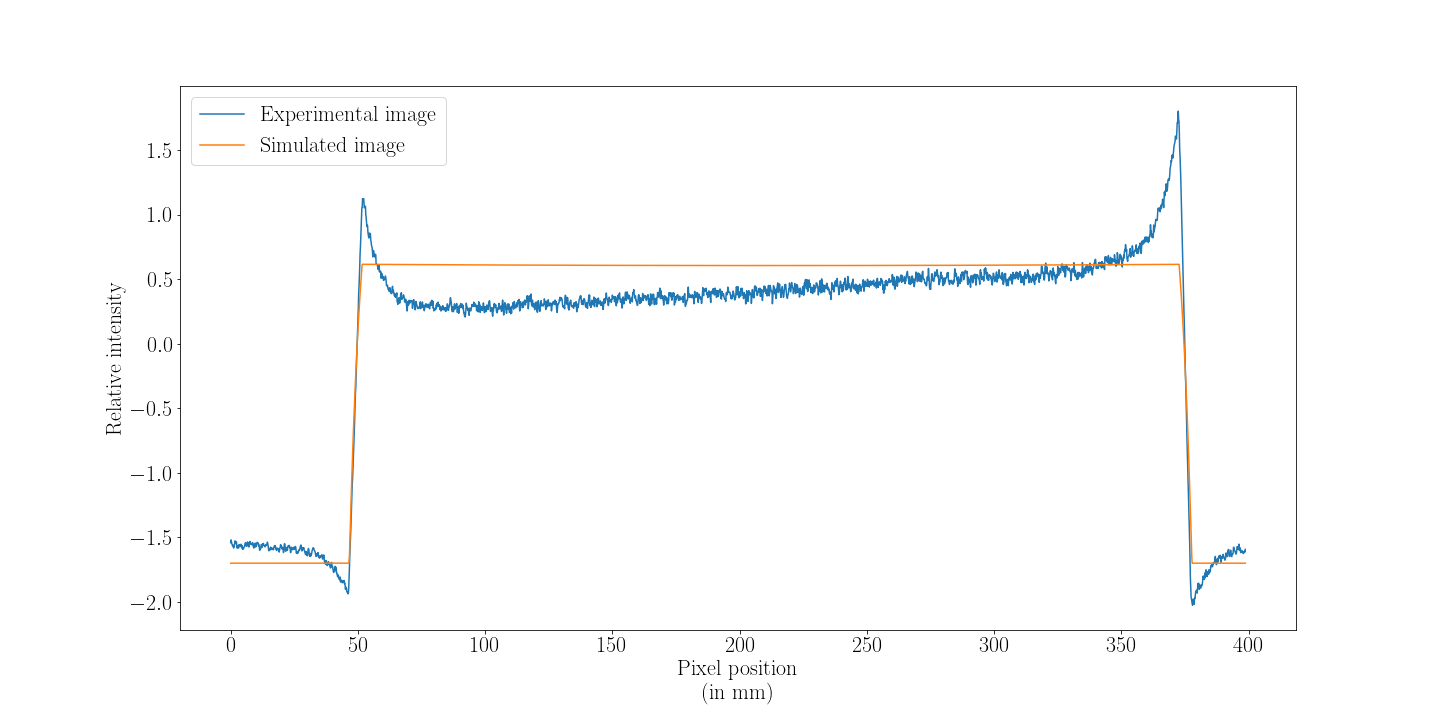 Experimental image
Simulated image
1.5
1.0
0.5
0.0
−0.5
−1.0
−1.5
−2.0
Relative intensity
0 50 100 150 200 250 300 350 400
Pixel position
(in mm)